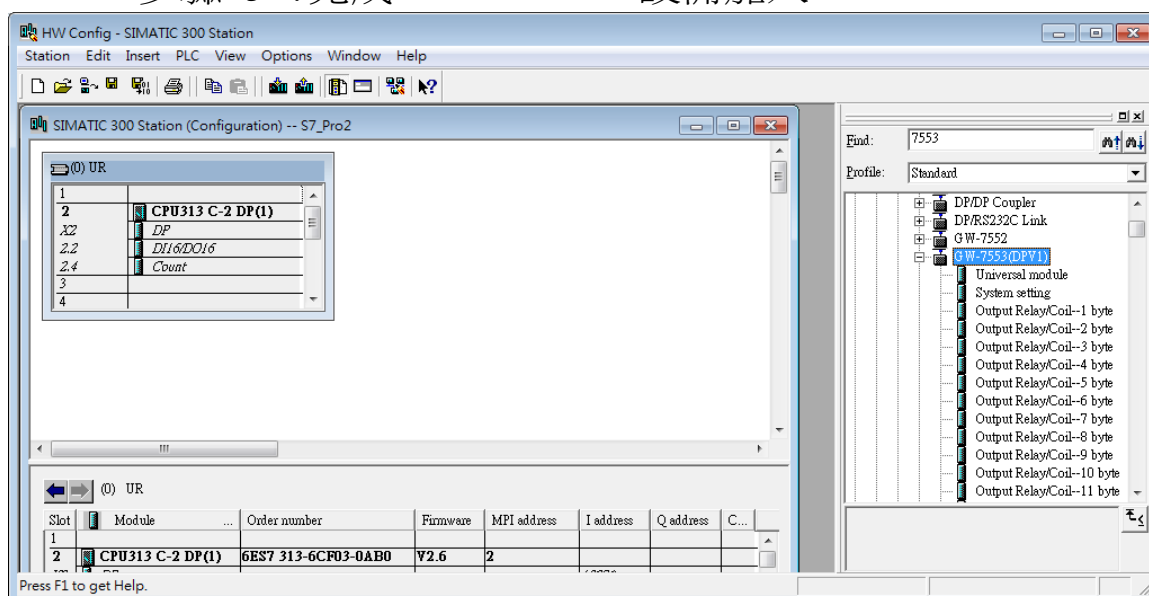 HW Config - SIMATIC 300 Station
Station Edit Insert PLC View Options Window Help
SIMATIC 300 Station (Configuration) -- S7_Pro2
(0) UR
1
2 CPU313 C-2 DP(1)
X2 DP
2.2 DI16/DO16
2.4 Count
3
4
Find: 7553
Profile: Standard
DP/DP Coupler
DP/RS232C Link
GW-7552
GW-7553(DPV1)
Universal module
System setting
Output Relay/Coil--1 byte
Output Relay/Coil--2 byte
Output Relay/Coil--3 byte
Output Relay/Coil--4 byte
Output Relay/Coil--5 byte
Output Relay/Coil--6 byte
Output Relay/Coil--7 byte
Output Relay/Coil--8 byte
Output Relay/Coil--9 byte
Output Relay/Coil--10 byte
Output Relay/Coil--11 byte
(0) UR
Slot Module ... Order number Firmware MPI address I address Q address C...
1
2 CPU313 C-2 DP(1) 6ES7 313-6CF03-0AB0 V2.6 2
Press F1 to get Help.